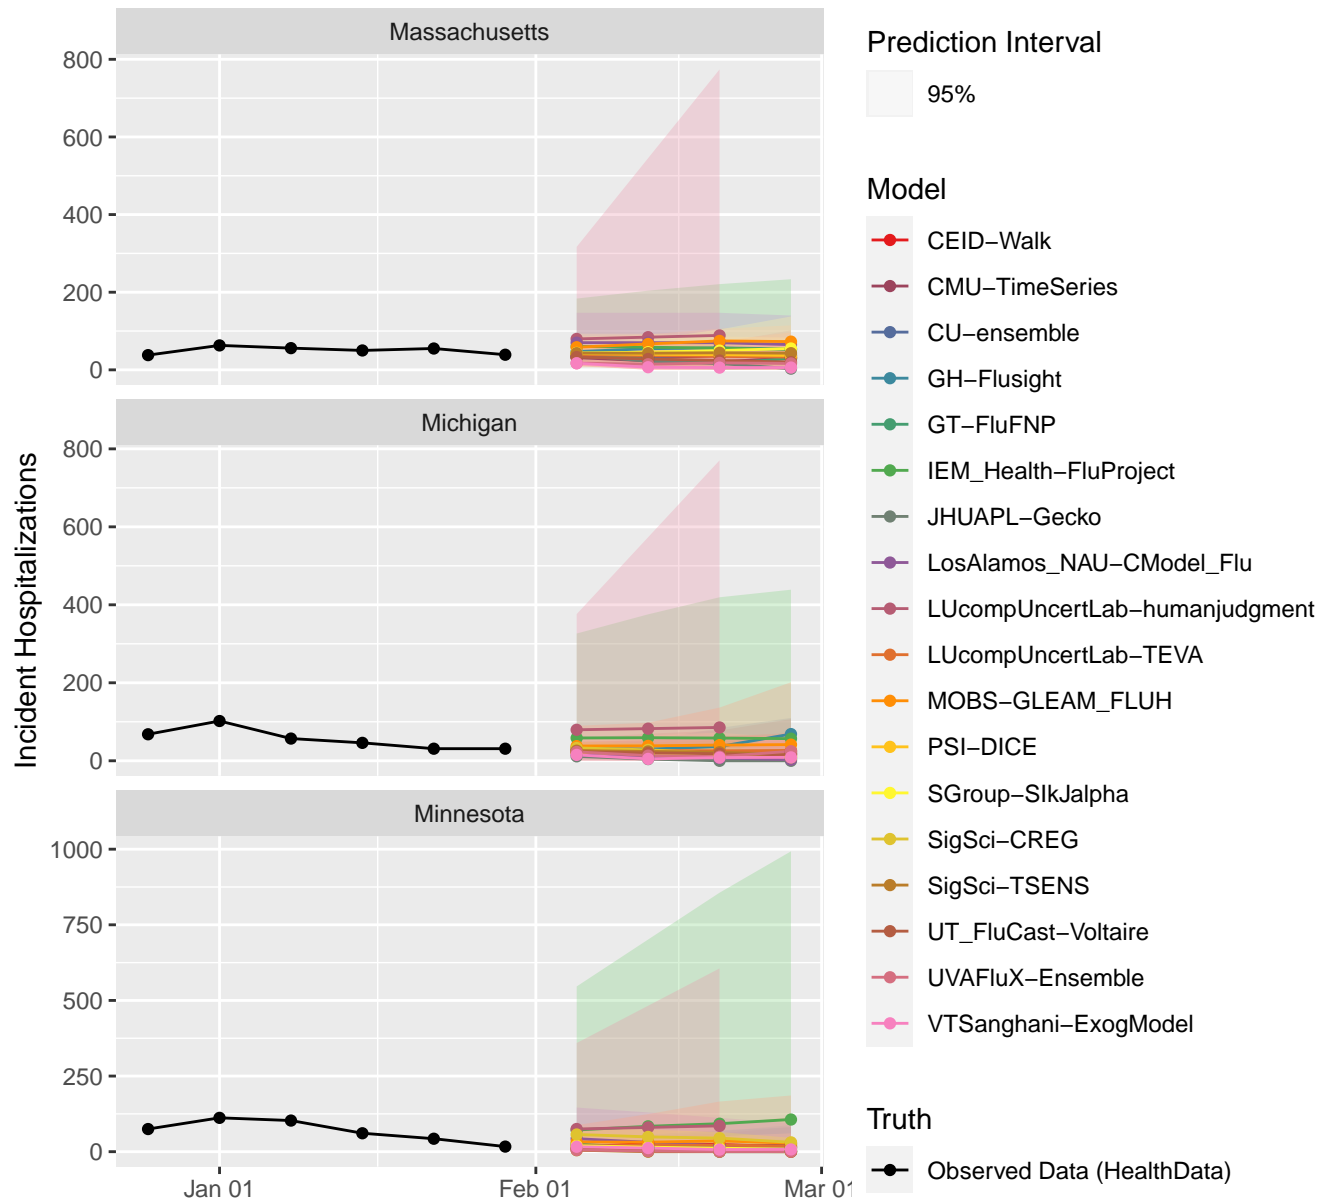 Massachusetts
800
600
400
200
0
Michigan
800
600
400
200
0
Minnesota
1000
750
500
250
0
Jan 01
Feb 01
Mar 01
Incident Hospitalizations
Prediction Interval
95%
Model
CEID−Walk
CMU−TimeSeries
CU−ensemble
GH−Flusight
GT−FluFNP
IEM_Health−FluProject
JHUAPL−Gecko
LosAlamos_NAU−CModel_Flu
LUcompUncertLab−humanjudgment
LUcompUncertLab−TEVA
MOBS−GLEAM_FLUH
PSI−DICE
SGroup−SIkJalpha
SigSci−CREG
SigSci−TSENS
UT_FluCast−Voltaire
UVAFluX−Ensemble
VTSanghani−ExogModel
Truth
Observed Data (HealthData)